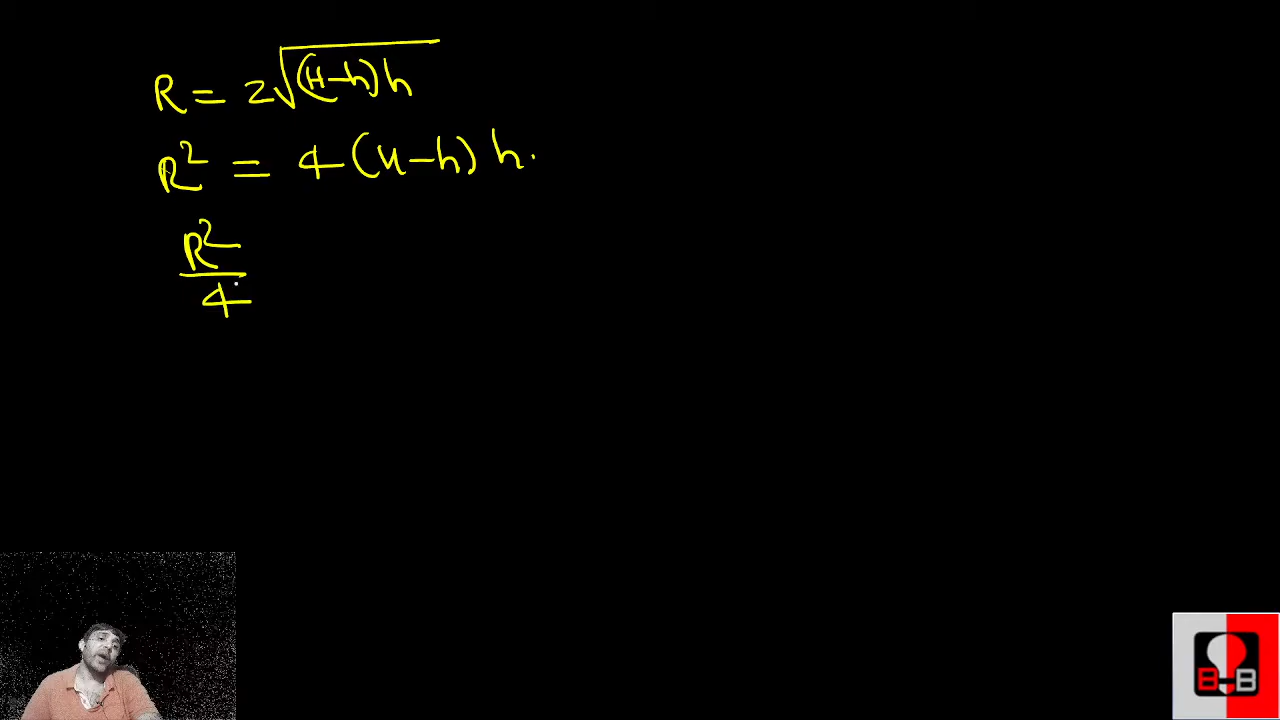 R = 2√(H-h)h
R² = 4(H-h)h.
R²
4
B-B